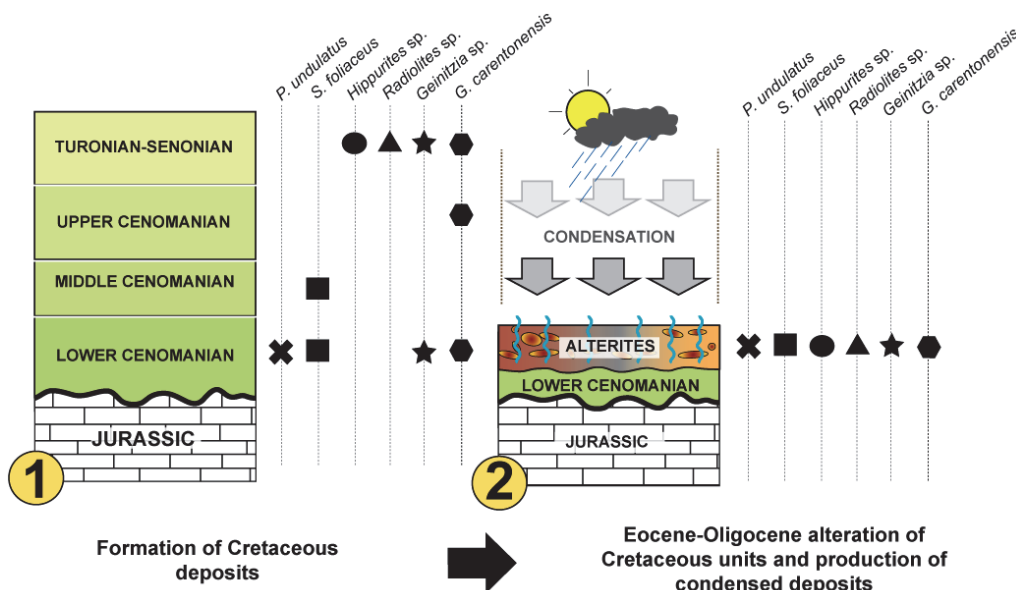 P. undulatus
S. foliaceus
Hippurites sp.
Radiolites sp.
Geinitzia sp.
G. carentonensis
TURONIAN-SENONIAN
UPPER CENOMANIAN
MIDDLE CENOMANIAN
LOWER CENOMANIAN
JURASSIC
1
Formation of Cretaceous
deposits
P. undulatus
S. foliaceus
Hippurites sp.
Radiolites sp.
Geinitzia sp.
G. carentonensis
CONDENSATION
ALTERITES
LOWER CENOMANIAN
JURASSIC
2
Eocene-Oligocene alteration of
Cretaceous units and production of
condensed deposits